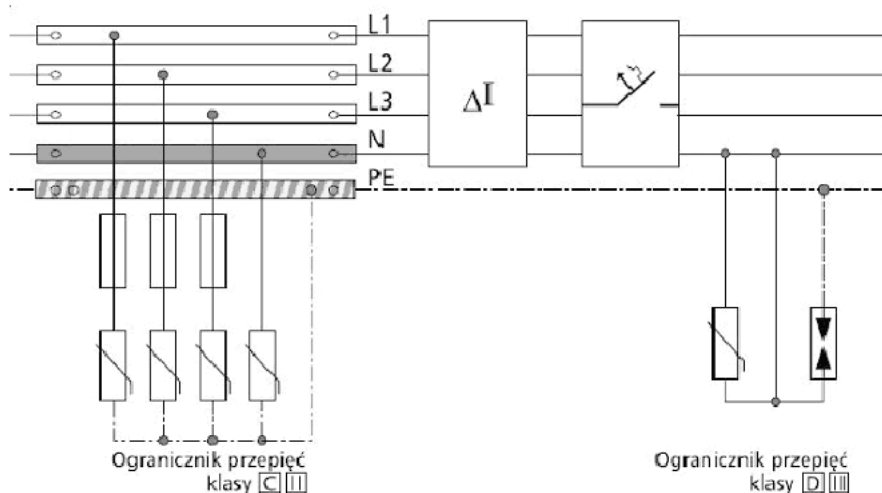 L1
L2
L3
N
PE
ΔI
Ogranicznik przepięć
klasy C II
Ogranicznik przepięć
klasy D III